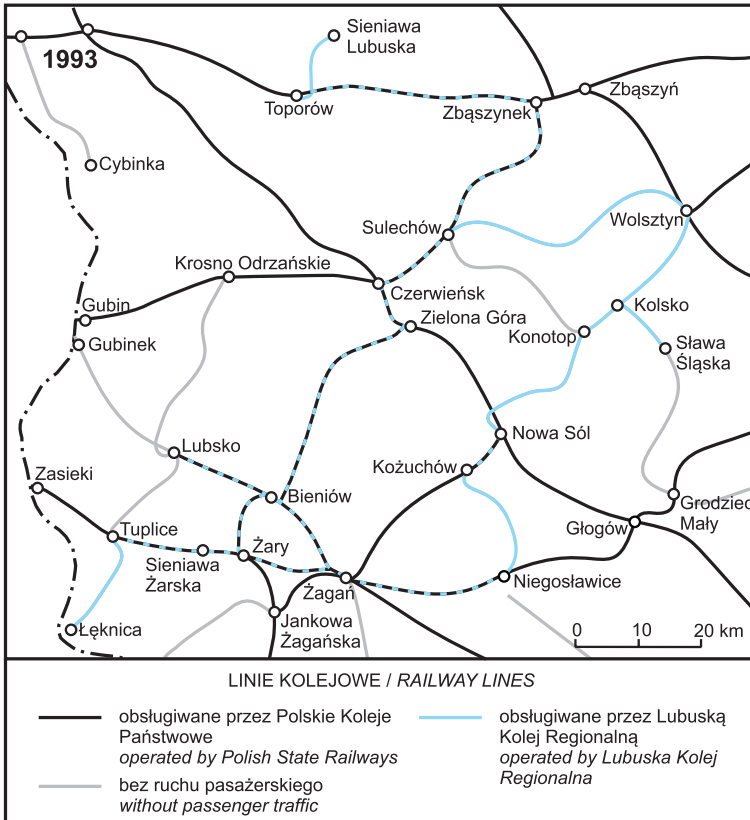 Sieniawa
Lubuska
1993
Toporów
Zbąszynek
Zbąszyń
Cybinka
Sulechów
Wolsztyn
Krosno Odrzańskie
Czerwieńsk
Gubin
Zielona Góra
Kolsko
Konotop
Gubinek
Sława
Śląska
Lubsko
Nowa Sól
Kożuchów
Zasieki
Bieniów
Grodziec
Mały
Tuplice
Głogów
Żary
Sieniawa
Żarska
Żagań
Niegosławice
Jankowa
Żagańska
Łęknica
0 10 20 km
LINIE KOLEJOWE / RAILWAY LINES
obsługiwane przez Polskie Koleje
Państwowe
operated by Polish State Railways
bez ruchu pasażerskiego
without passenger traffic
obsługiwane przez Lubuską
Kolej Regionalną
operated by Lubuska Kolej
Regionalna